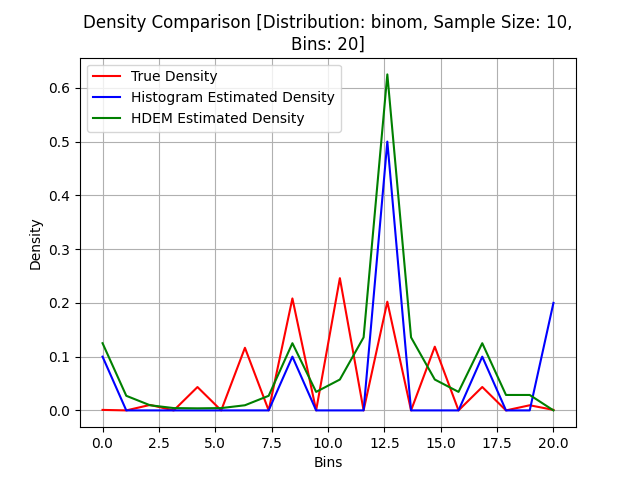 Density Comparison [Distribution: binom, Sample Size: 10,
Bins: 20]
True Density
Histogram Estimated Density
HDEM Estimated Density
Density
0.6
0.5
0.4
0.3
0.2
0.1
0.0
0.0 2.5 5.0 7.5 10.0 12.5 15.0 17.5 20.0
Bins